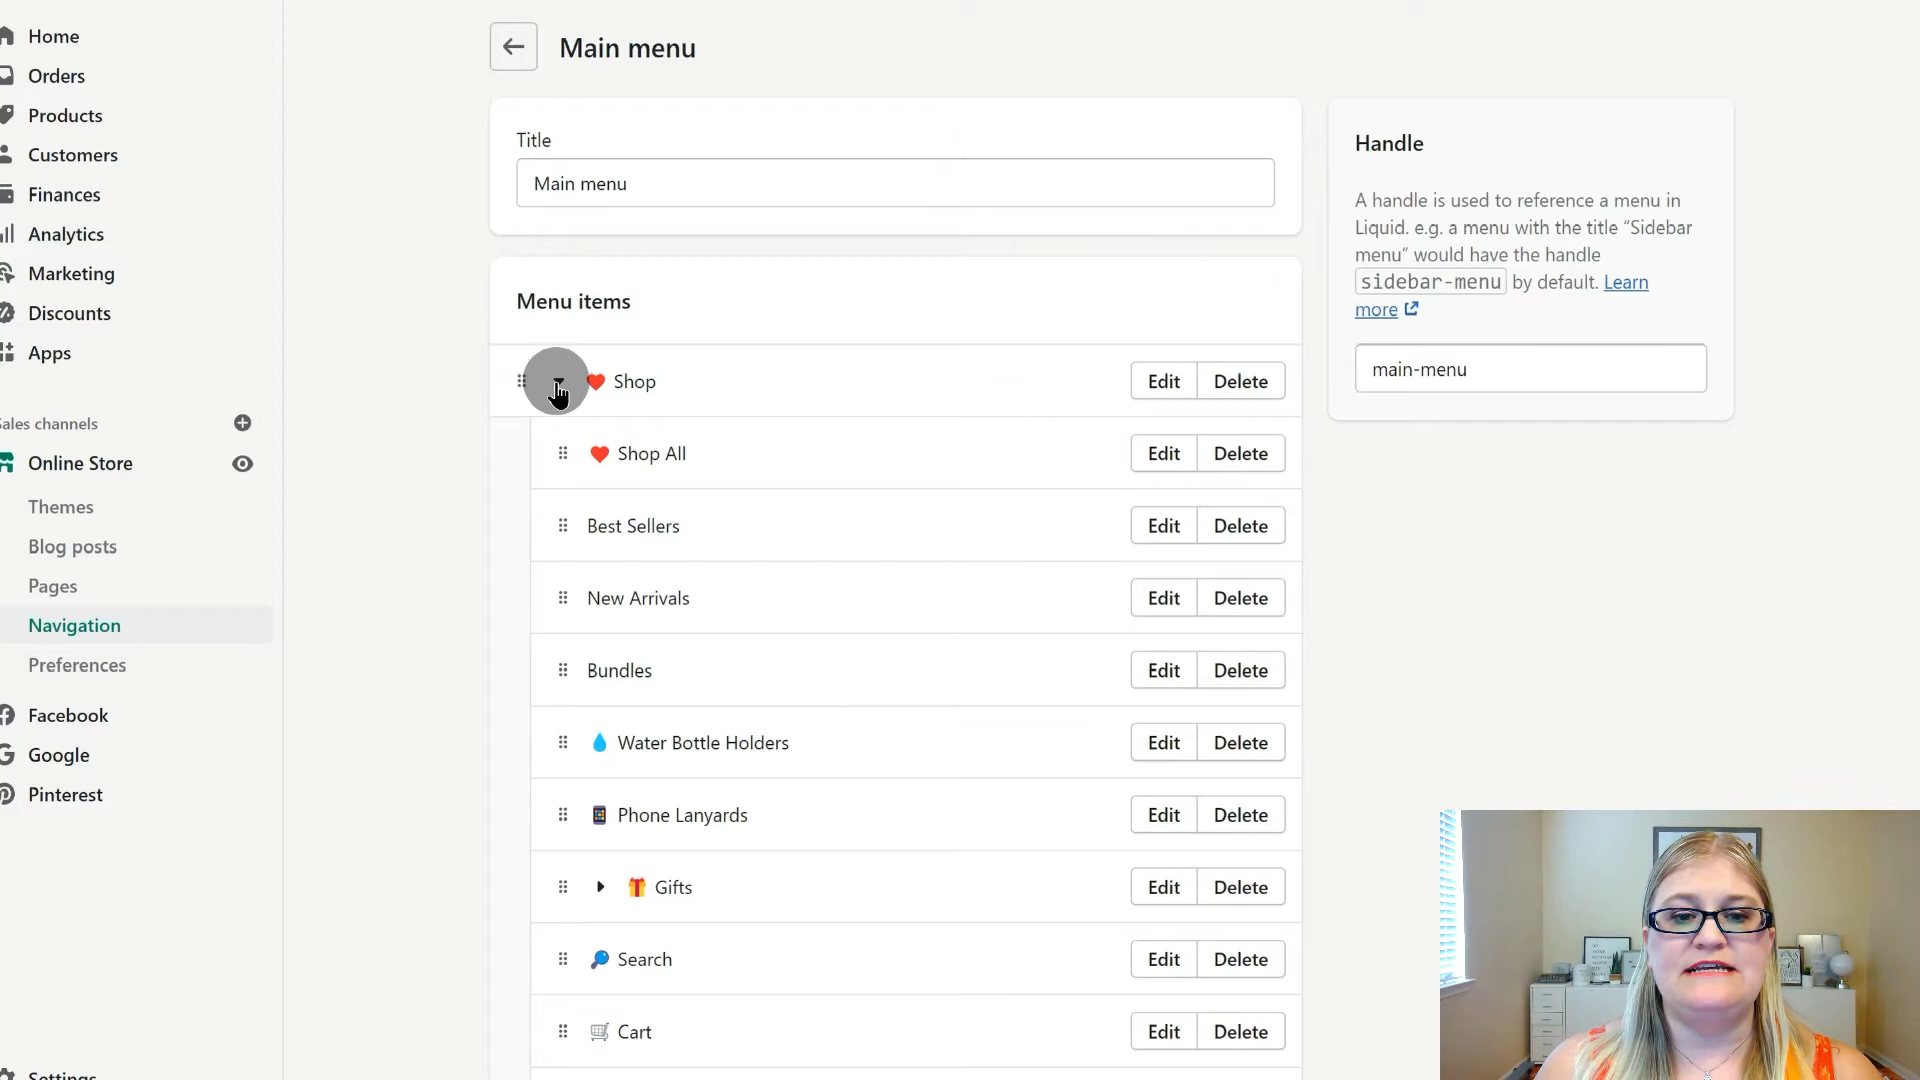 Home
Orders
Products
Customers
Finances
Analytics
Marketing
Discounts
Apps
ales channels
Online Store
Themes
Blog posts
Pages
Navigation
Preferences
Facebook
Google
Pinterest
Settings
Main menu
Title
Main menu
Menu items
Shop Edit Delete
Shop All Edit Delete
Best Sellers Edit Delete
New Arrivals Edit Delete
Bundles Edit Delete
Water Bottle Holders Edit Delete
Phone Lanyards Edit Delete
Gifts Edit Delete
Search Edit Delete
Cart Edit Delete
Handle
A handle is used to reference a menu in
Liquid. e.g. a menu with the title “Sidebar
menu” would have the handle
sidebar-menu by default. Learn
more
main-menu